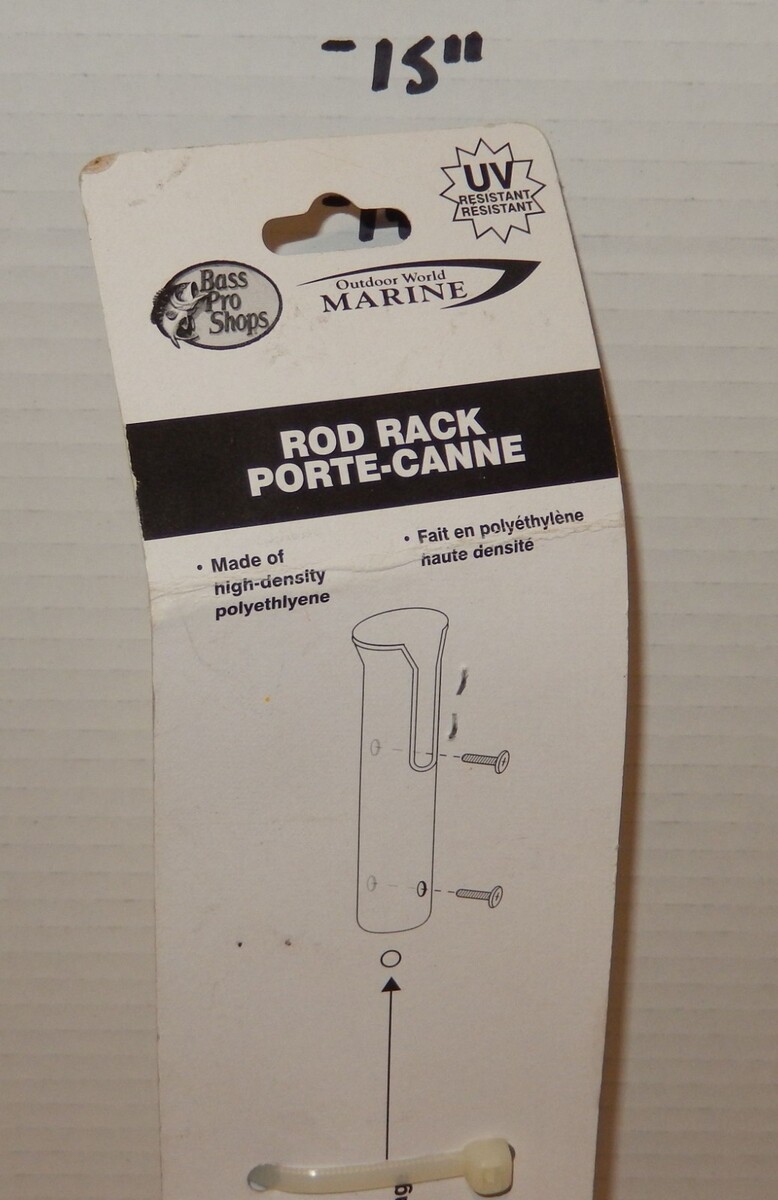 -15"
UV
RESISTANT
RÉSISTANT
Bass
Pro
Shops
Outdoor World
MARINE
ROD RACK
PORTE-CANNE
• Made of
high-density
polyethlyene
• Fait en polyéthylène
haute densité